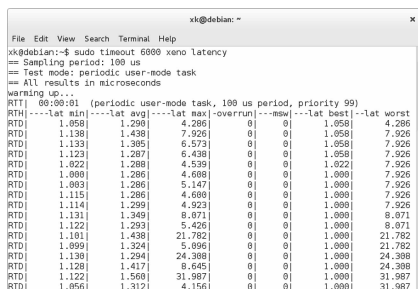 xk@debian: ~
File Edit View Search Terminal Help
xk@debian:~$ sudo timeout 6000 xeno latency
== Sampling period: 100 us
== Test mode: periodic user-mode task
== All results in microseconds
warming up...
RTT| 00:00:01 (periodic user-mode task, 100 us period, priority 99)
RTH|----lat min|----lat avg|----lat max|-overrun|---msw|---lat best|--lat worst
RTD| 1.058| 1.290| 4.286| 0| 0| 1.058| 4.286
RTD| 1.138| 1.438| 7.926| 0| 0| 1.058| 7.926
RTD| 1.133| 1.305| 6.573| 0| 0| 1.058| 7.926
RTD| 1.123| 1.287| 6.438| 0| 0| 1.058| 7.926
RTD| 1.022| 1.288| 4.539| 0| 0| 1.022| 7.926
RTD| 1.000| 1.286| 4.608| 0| 0| 1.000| 7.926
RTD| 1.003| 1.286| 5.147| 0| 0| 1.000| 7.926
RTD| 1.115| 1.286| 4.600| 0| 0| 1.000| 7.926
RTD| 1.114| 1.299| 4.923| 0| 0| 1.000| 7.926
RTD| 1.131| 1.349| 8.071| 0| 0| 1.000| 8.071
RTD| 1.122| 1.293| 5.426| 0| 0| 1.000| 8.071
RTD| 1.101| 1.438| 21.782| 0| 0| 1.000| 21.782
RTD| 1.099| 1.324| 5.096| 0| 0| 1.000| 21.782
RTD| 1.130| 1.294| 24.308| 0| 0| 1.000| 24.308
RTD| 1.128| 1.417| 8.645| 0| 0| 1.000| 24.308
RTD| 1.122| 1.560| 31.987| 0| 0| 1.000| 31.987
RTD| 1.056| 1.312| 4.156| 0| 0| 1.000| 31.987